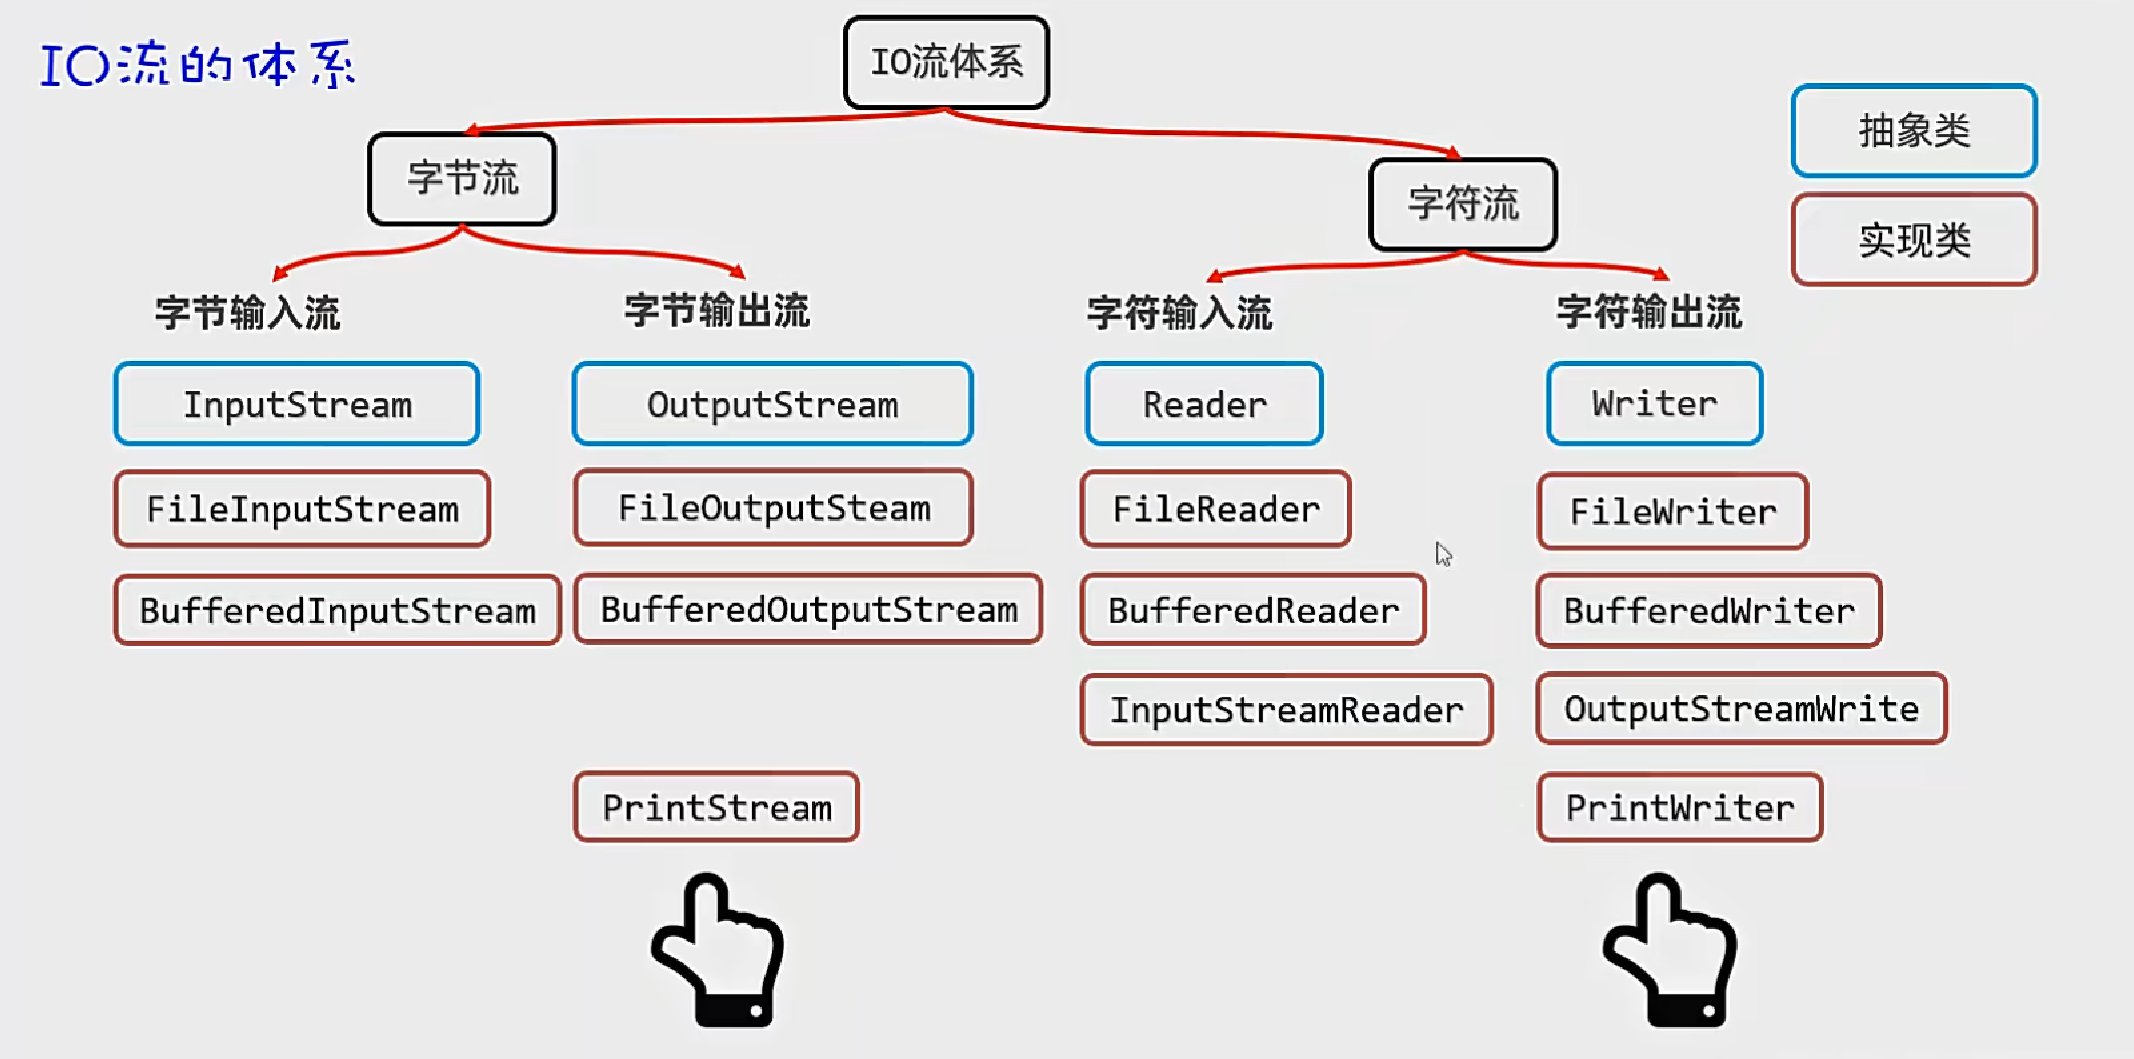 IO流的体系
IO流体系
抽象类
字节流
字符流
实现类
字节输入流
字节输出流
字符输入流
字符输出流
InputStream
OutputStream
Reader
Writer
FileInputStream
FileOutputSteam
FileReader
FileWriter
BufferedInputStream
BufferedOutputStream
BufferedReader
BufferedWriter
InputStreamReader
OutputStreamWrite
PrintStream
PrintWriter